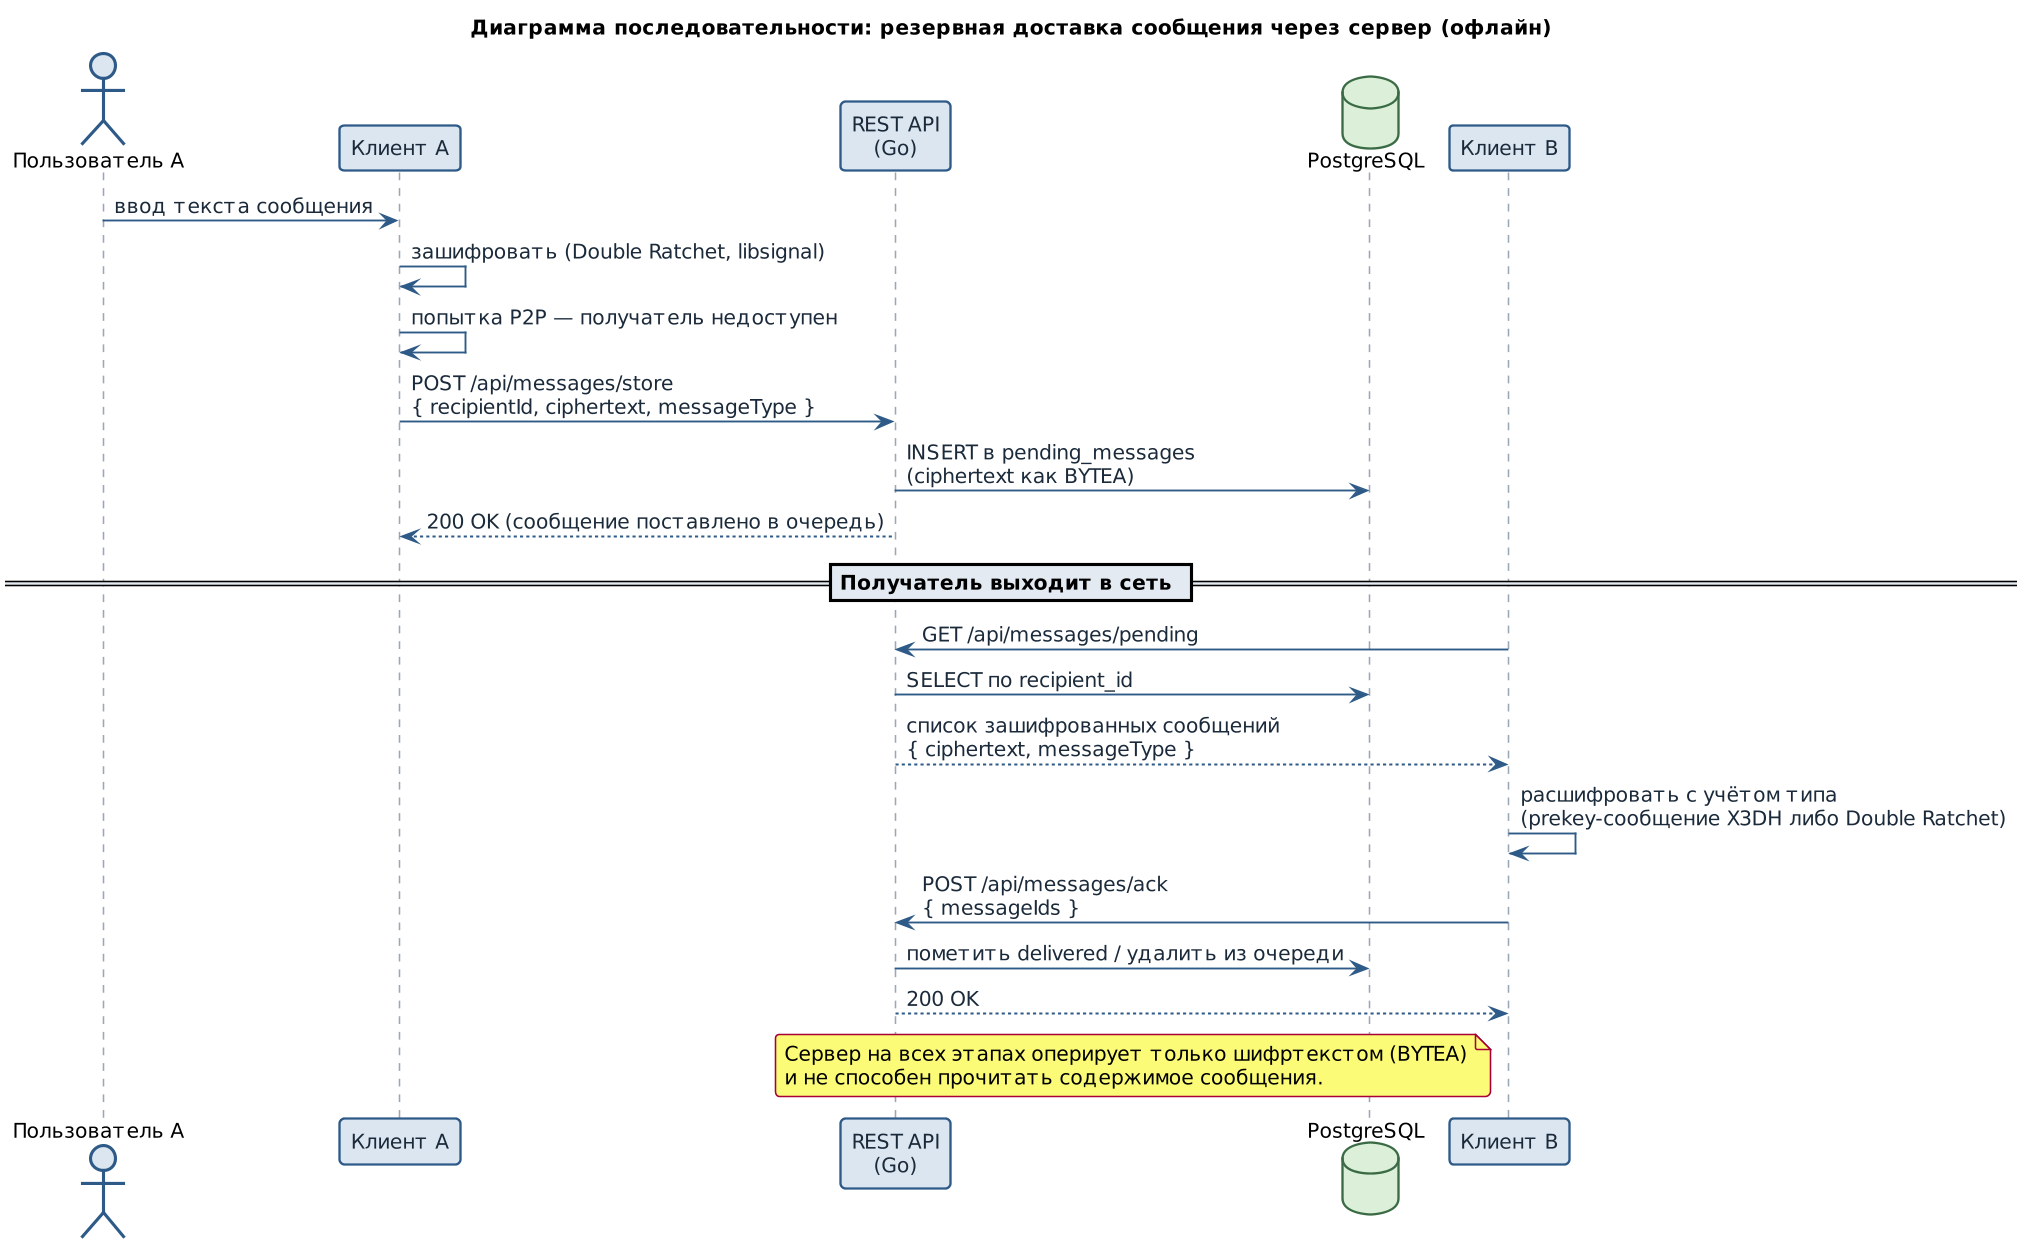 Диаграмма последовательности: резервная доставка сообщения через сервер (офлайн)
Пользователь A
Клиент A
REST API
(Go)
PostgreSQL
Клиент B
ввод текста сообщения
зашифровать (Double Ratchet, libsignal)
попытка P2P — получатель недоступен
POST /api/messages/store
{ recipientId, ciphertext, messageType }
INSERT в pending_messages
(ciphertext как BYTEA)
200 OK (сообщение поставлено в очередь)
Получатель выходит в сеть
GET /api/messages/pending
SELECT по recipient_id
список зашифрованных сообщений
{ ciphertext, messageType }
расшифровать с учётом типа
(prekey-сообщение X3DH либо Double Ratchet)
POST /api/messages/ack
{ messageIds }
пометить delivered / удалить из очереди
200 OK
Сервер на всех этапах оперирует только шифртекстом (BYTEA)
и не способен прочитать содержимое сообщения.
Пользователь A
Клиент A
REST API
(Go)
PostgreSQL
Клиент B